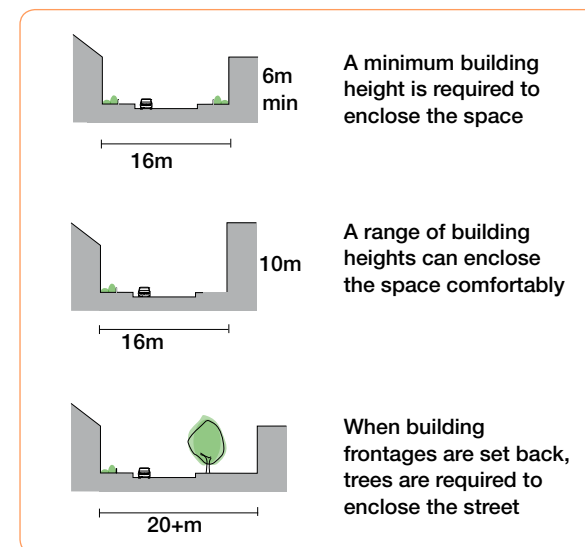 6m
min
16m
A minimum building
height is required to
enclose the space
10m
16m
A range of building
heights can enclose
the space comfortably
20+m
When building
frontages are set back,
trees are required to
enclose the street